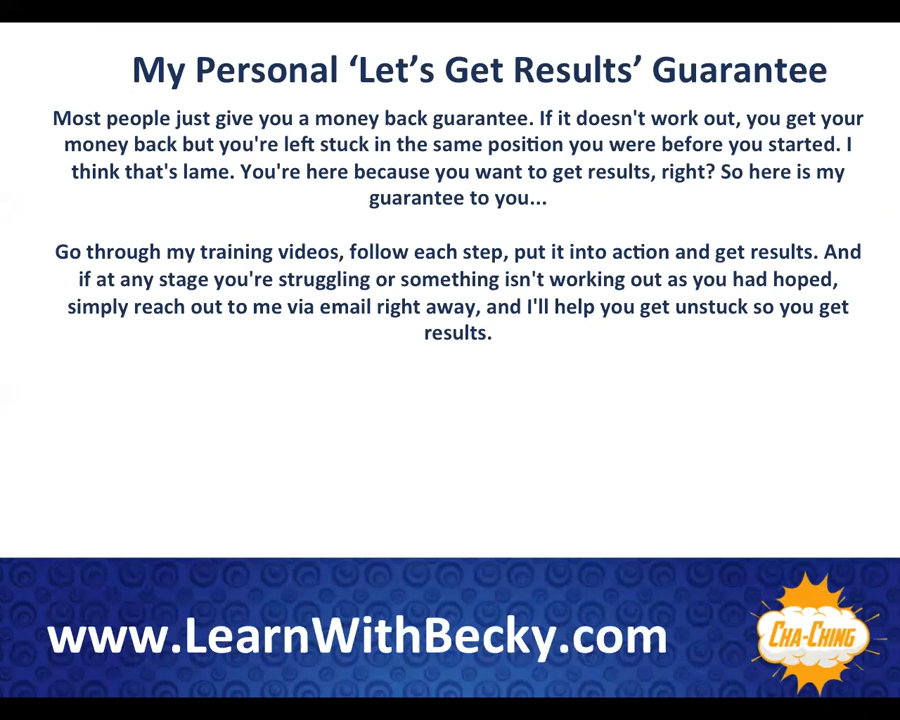 My Personal ‘Let’s Get Results’ Guarantee
Most people just give you a money back guarantee. If it doesn't work out, you get your
money back but you're left stuck in the same position you were before you started. I
think that's lame. You're here because you want to get results, right? So here is my
guarantee to you...
Go through my training videos, follow each step, put it into action and get results. And
if at any stage you're struggling or something isn't working out as you had hoped,
simply reach out to me via email right away, and I'll help you get unstuck so you get
results.
www.LearnWithBecky.com
CHA-CHING